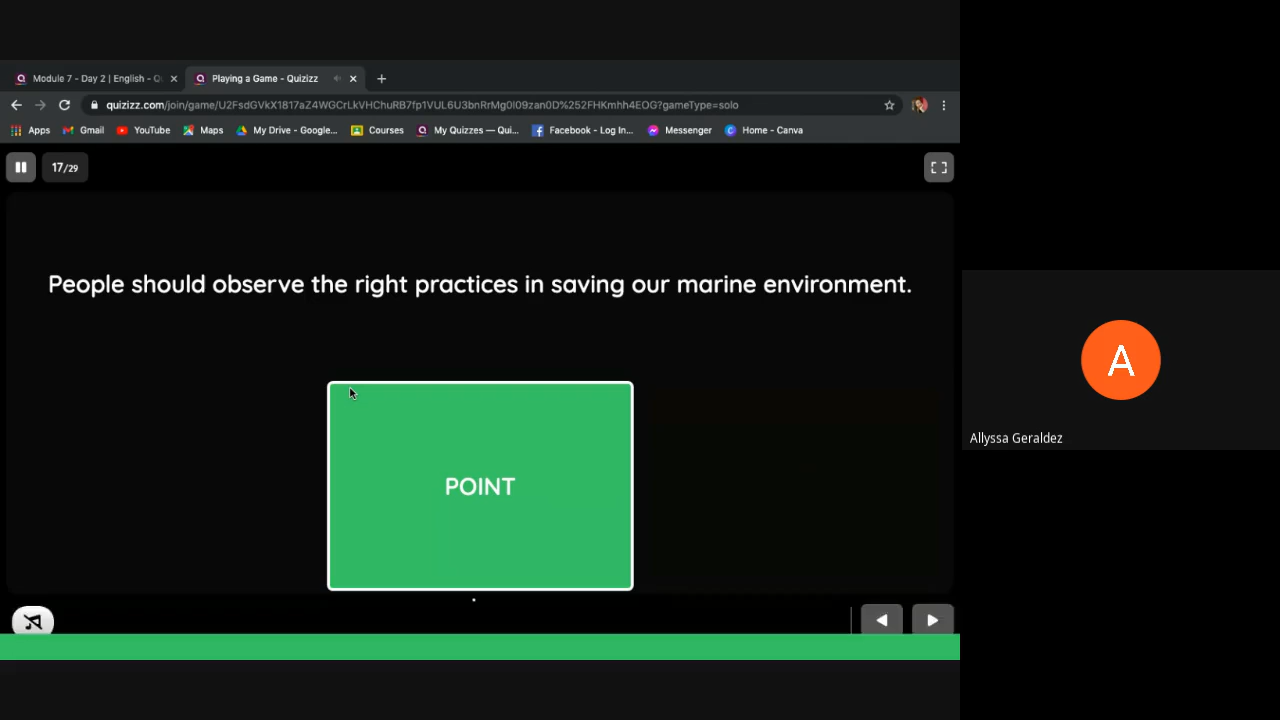 Module 7 - Day 2 | English - Q
Playing a Game - Quizizz
quizizz.com/join/game/U2FsdGVkX1817aZ4WGCrLkVHChuRB7fp1VUL6U3bnRrMg0I09zan0D%252FHKmhh4EOG?gameType=solo
Apps Gmail YouTube Maps My Drive - Google... Courses My Quizzes — Qui... Facebook - Log In... Messenger Home - Canva
17/29
People should observe the right practices in saving our marine environment.
POINT
A
Allyssa Geraldez